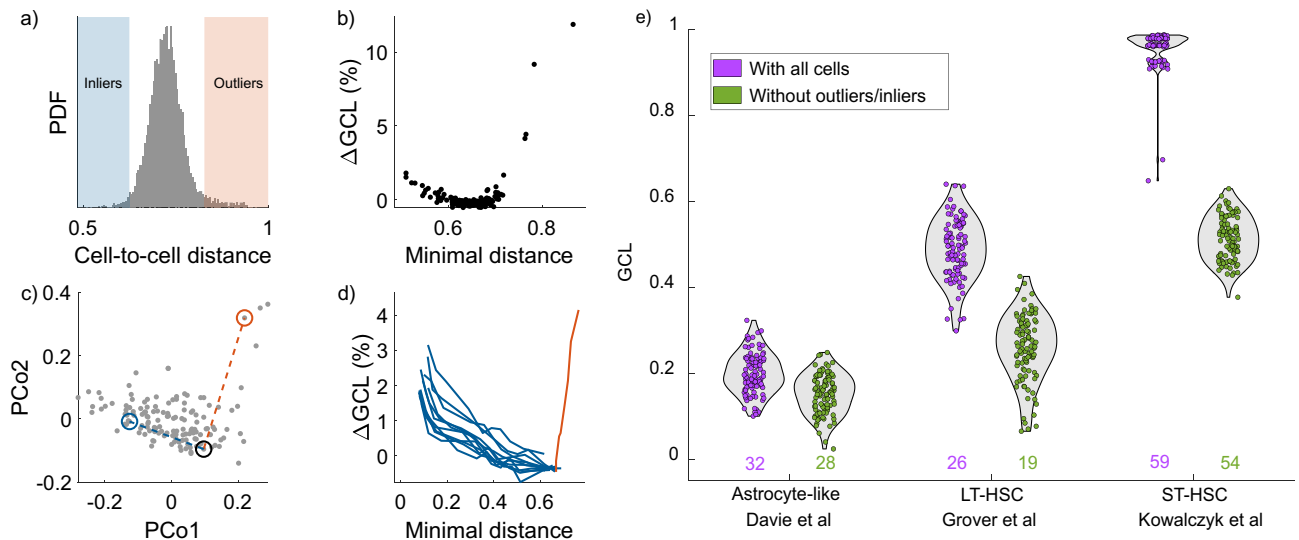 a)
Inliers
Outliers
PDF
0.5
1
Cell-to-cell distance
b)
10
5
0
ΔGCL (%)
0.6
0.8
Minimal distance
c)
0.4
0.2
0
-0.2
PCo2
-0.2
0
0.2
PCo1
d)
4
3
2
1
0
ΔGCL (%)
0
0.2
0.4
0.6
Minimal distance
e)
1
0.8
0.6
0.4
0.2
0
GCL
With all cells
Without outliers/inliers
32
28
26
19
59
54
Astrocyte-like
Davie et al
LT-HSC
Grover et al
ST-HSC
Kowalczyk et al